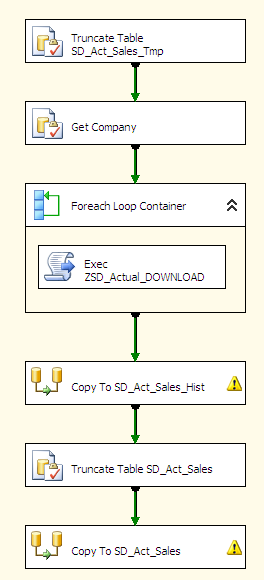 Truncate Table
SD_Act_Sales_Tmp
Get Company
Foreach Loop Container
Exec
ZSD_Actual_DOWNLOAD
Copy To SD_Act_Sales_Hist
Truncate Table SD_Act_Sales
Copy To SD_Act_Sales